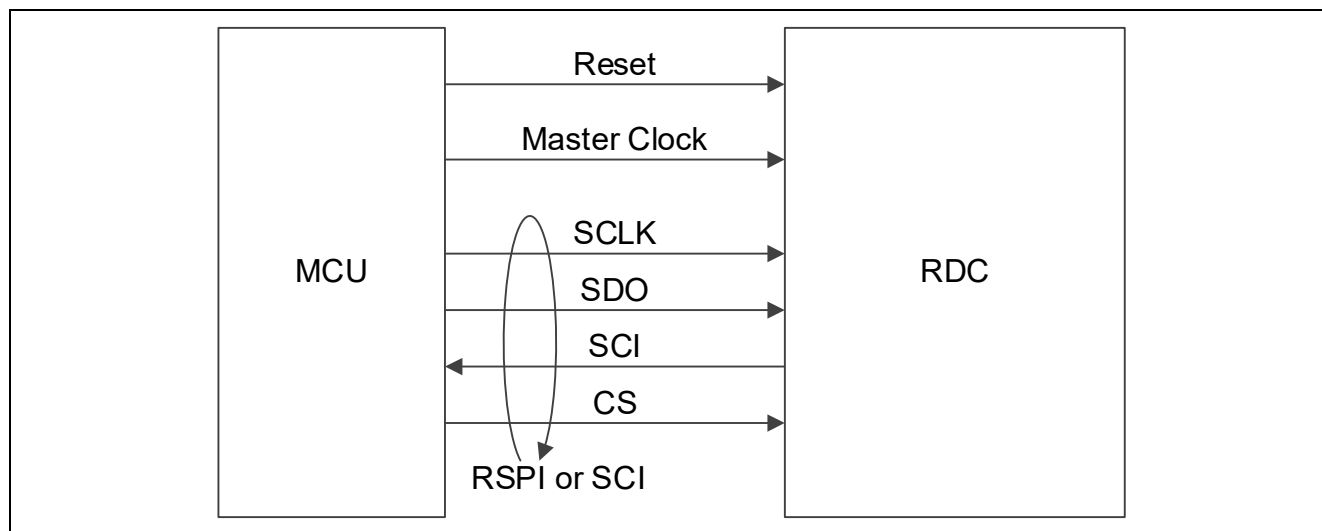 Reset
Master Clock
SCLK
MCU
RDC
SDO
SCI
CS
RSPI or SCI